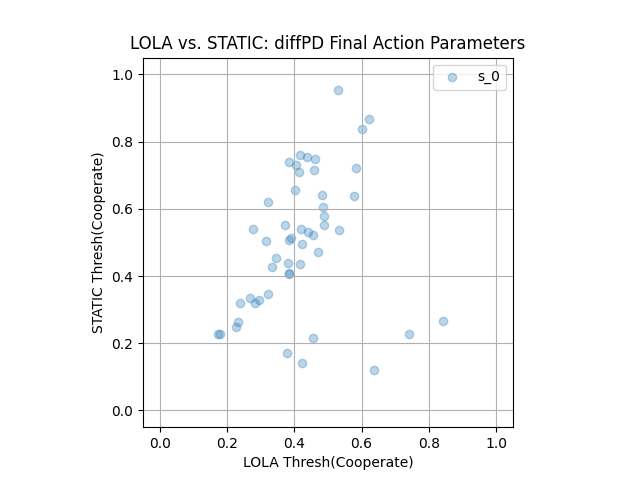 LOLA vs. STATIC: diffPD Final Action Parameters
s_0
STATIC Thresh(Cooperate)
1.0
0.8
0.6
0.4
0.2
0.0
0.0 0.2 0.4 0.6 0.8 1.0
LOLA Thresh(Cooperate)